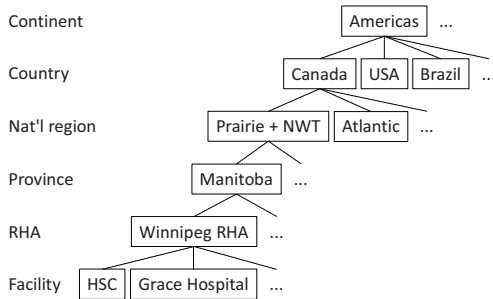 Continent Americas ...
Country Canada USA Brazil ...
Nat'l region Prairie + NWT Atlantic ...
Province Manitoba ...
RHA Winnipeg RHA ...
Facility HSC Grace Hospital ...